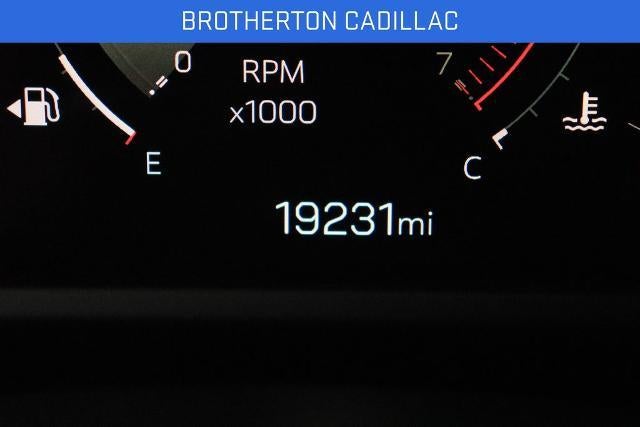 BROTHERTON CADILLAC
0
RPM
x1000
7
E
C
19231mi